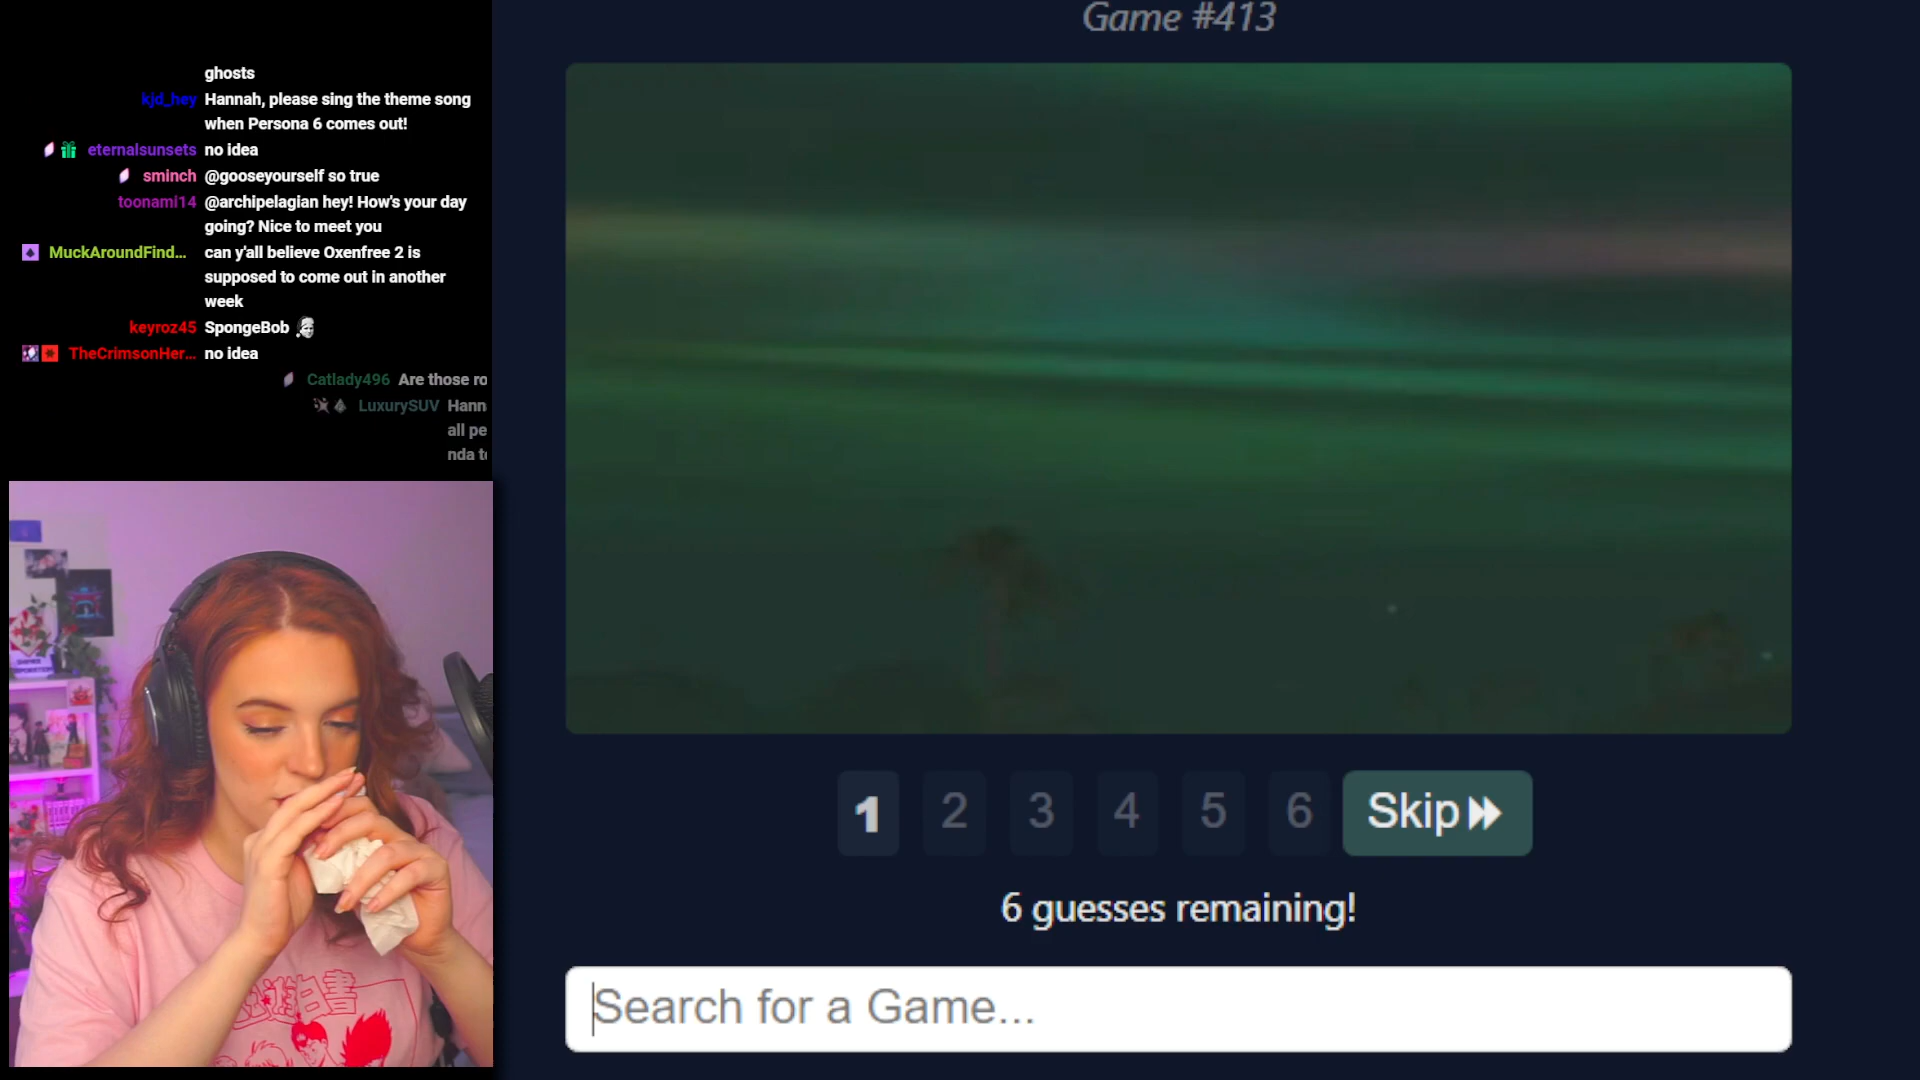 ghosts
kjd_hey Hannah, please sing the theme song
when Persona 6 comes out!
eternalsunsets no idea
sminch @gooseyourself so true
toonami14 @archipelagian hey! How's your day
going? Nice to meet you
MuckAroundFind... can y'all believe Oxenfree 2 is
supposed to come out in another
week
keyroz45 SpongeBob
TheCrimsonHer... no idea
Catlady496 Are those ro
LuxurySUV Hann
all pe
nda t
Game #413
1 2 3 4 5 6 Skip
6 guesses remaining!
Search for a Game...
遊白書